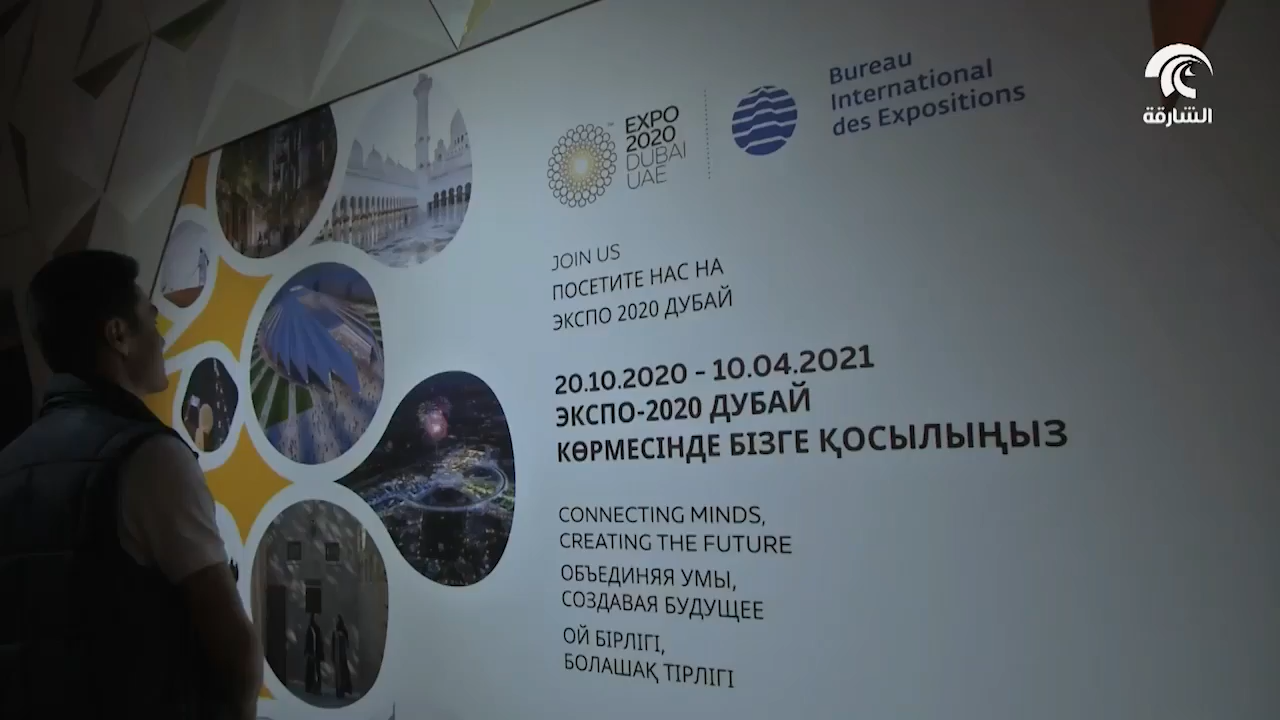 الشارقة
EXPO
2020
DUBAI
UAE
Bureau
International
des Expositions
JOIN US
ПОСЕТИТЕ НАС НА
ЭКСПО 2020 ДУБАЙ
20.10.2020 - 10.04.2021
ЭКСПО-2020 ДУБАЙ
КӨРМЕСІНДЕ БІЗГЕ ҚОСЫЛЫҢЫЗ
CONNECTING MINDS,
CREATING THE FUTURE
ОБЪЕДИНЯЯ УМЫ,
СОЗДАВАЯ БУДУЩЕЕ
ОЙ БІРЛІГІ,
БОЛАШАҚ ТІРЛІГІ